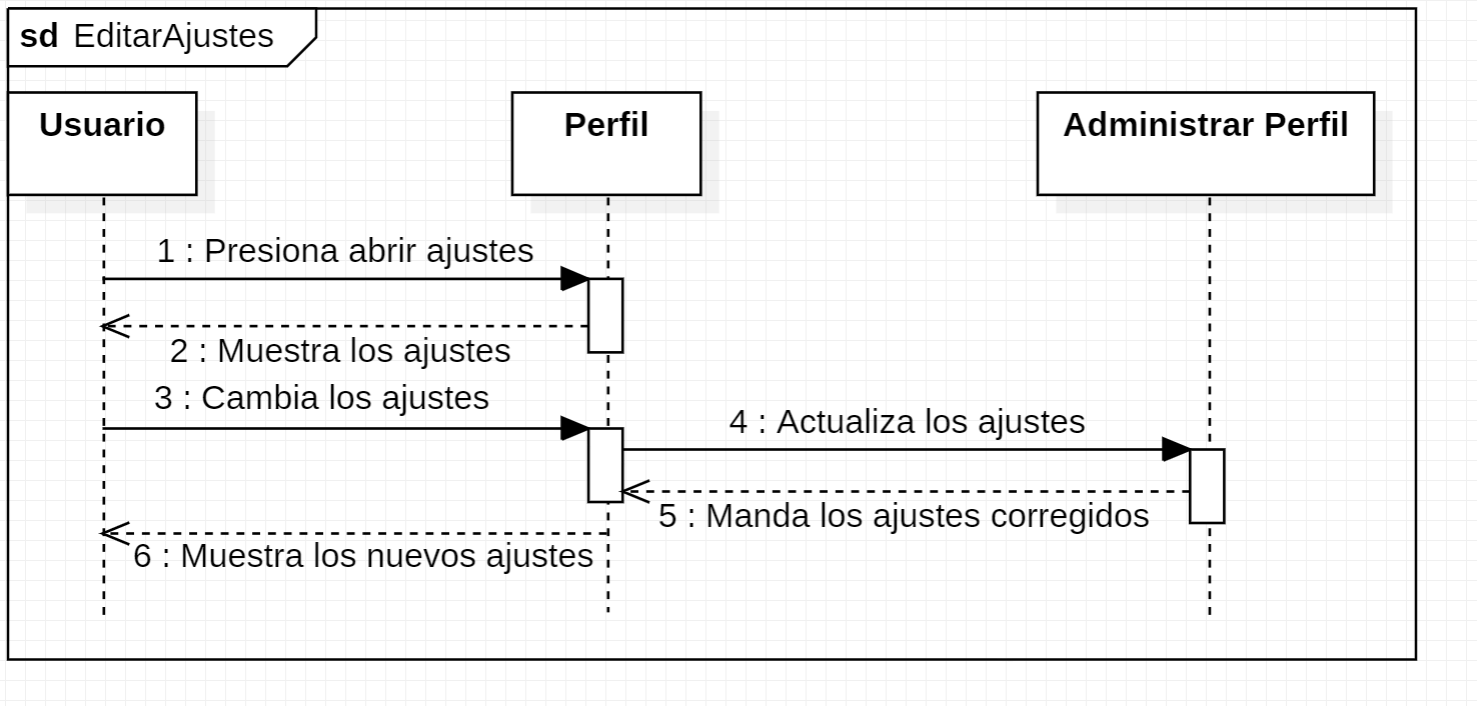 sd EditarAjustes
Usuario
Perfil
Administrar Perfil
1 : Presiona abrir ajustes
2 : Muestra los ajustes
3 : Cambia los ajustes
4 : Actualiza los ajustes
5 : Manda los ajustes corregidos
6 : Muestra los nuevos ajustes